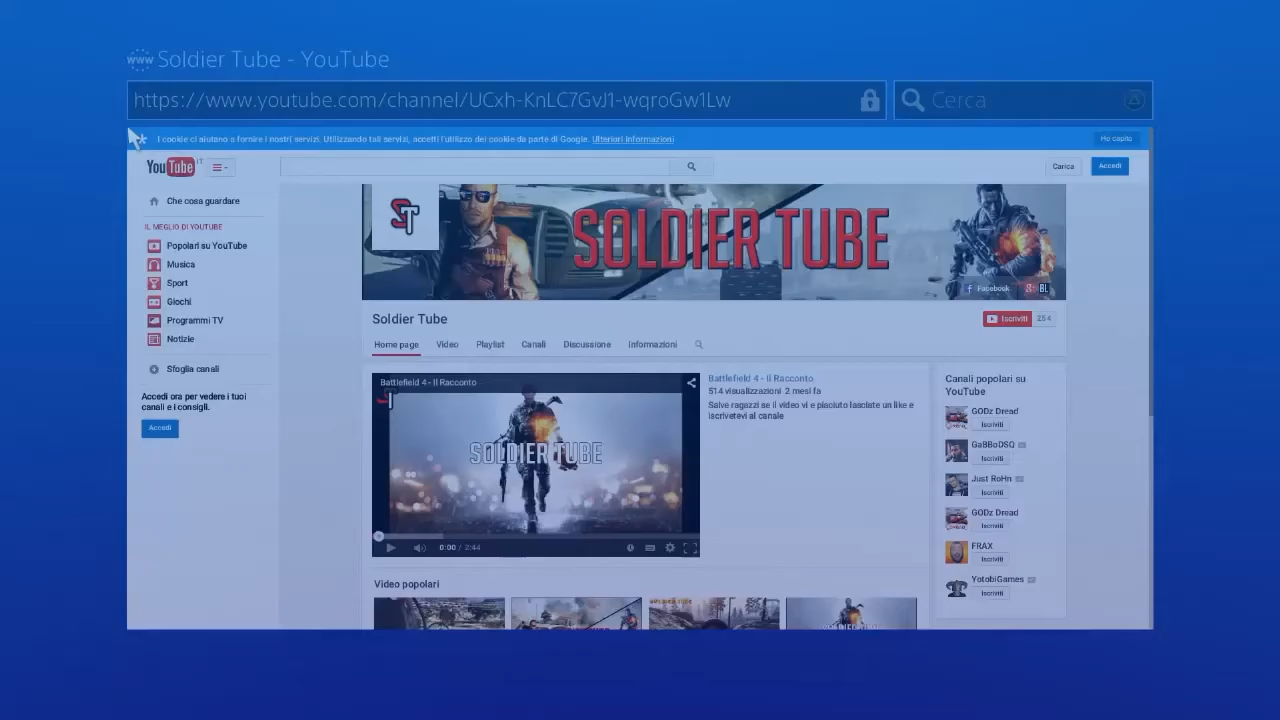 www Soldier Tube - YouTube
https://www.youtube.com/channel/UCxh-KnLC7GvJ1-wqroGw1Lw
Cerca
I cookie ci aiutano a fornire i nostri servizi. Utilizzando tali servizi, accetti l'utilizzo dei cookie da parte di Google. Ulteriori informazioni
Ho capito
YouTube IT
Carica
Accedi
Che cosa guardare
IL MEGLIO DI YOUTUBE
Popolari su YouTube
Musica
Sport
Giochi
Programmi TV
Notizie
Sfoglia canali
Accedi ora per vedere i tuoi
canali e i consigli.
Accedi
ST
SOLDIER TUBE
Facebook
BL
Soldier Tube
Iscriviti 254
Home page Video Playlist Canali Discussione Informazioni
Battlefield 4 - Il Racconto
SOLDIER TUBE
0:00 / 2:44
Battlefield 4 - Il Racconto
514 visualizzazioni 2 mesi fa
Salve ragazzi se il video vi e piaciuto lasciate un like e
iscrivetevi al canale
Video popolari
Canali popolari su
YouTube
GODz Dread
Iscriviti
GaBBoDSQ
Iscriviti
Just RoHn
Iscriviti
GODz Dread
Iscriviti
FRAX
Iscriviti
YotobiGames
Iscriviti